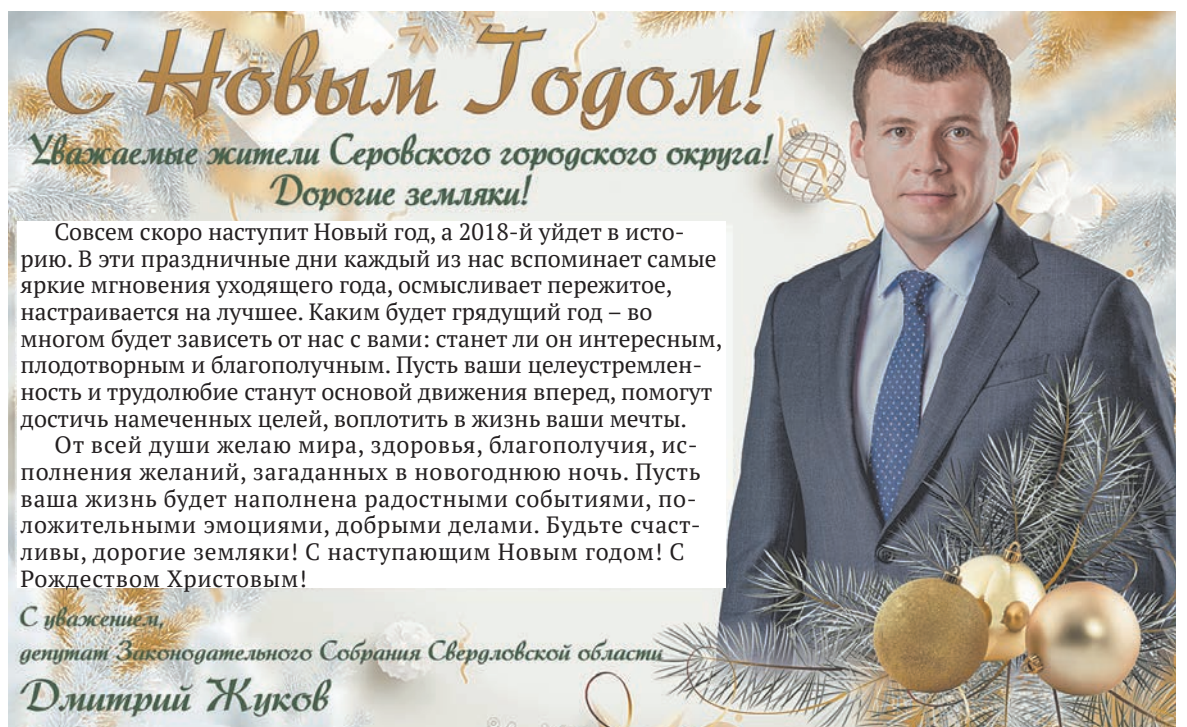 С Новым Годом!
Уважаемые жители Серовского городского округа!
Дорогие земляки!
Совсем скоро наступит Новый год, а 2018-й уйдет в исто-
рию. В эти праздничные дни каждый из нас вспоминает самые
яркие мгновения уходящего года, осмысливает пережитое,
настраивается на лучшее. Каким будет грядущий год – во
многом будет зависеть от нас с вами: станет ли он интересным,
плодотворным и благополучным. Пусть ваши целеустремлен-
ность и трудолюбие станут основой движения вперед, помогут
достичь намеченных целей, воплотить в жизнь ваши мечты.
От всей души желаю мира, здоровья, благополучия, ис-
полнения желаний, загаданных в новогоднюю ночь. Пусть
ваша жизнь будет наполнена радостными событиями, по-
ложительными эмоциями, добрыми делами. Будьте счаст-
ливы, дорогие земляки! С наступающим Новым годом! С
Рождеством Христовым!
С уважением,
депутат Законодательного Собрания Свердловской области
Дмитрий Жуков